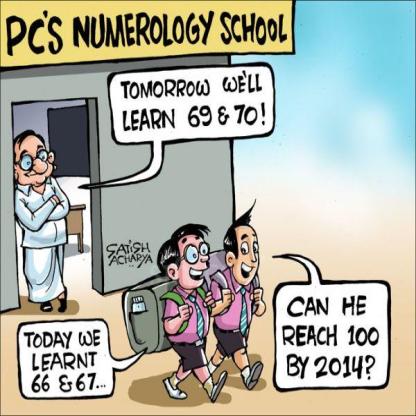 PC'S NUMEROLOGY SCHOOL
TOMORROW WE'LL
LEARN 69 & 70!
SATISH
ACHARYA
TODAY WE
LEARNT
66 & 67...
CAN HE
REACH 100
BY 2014?